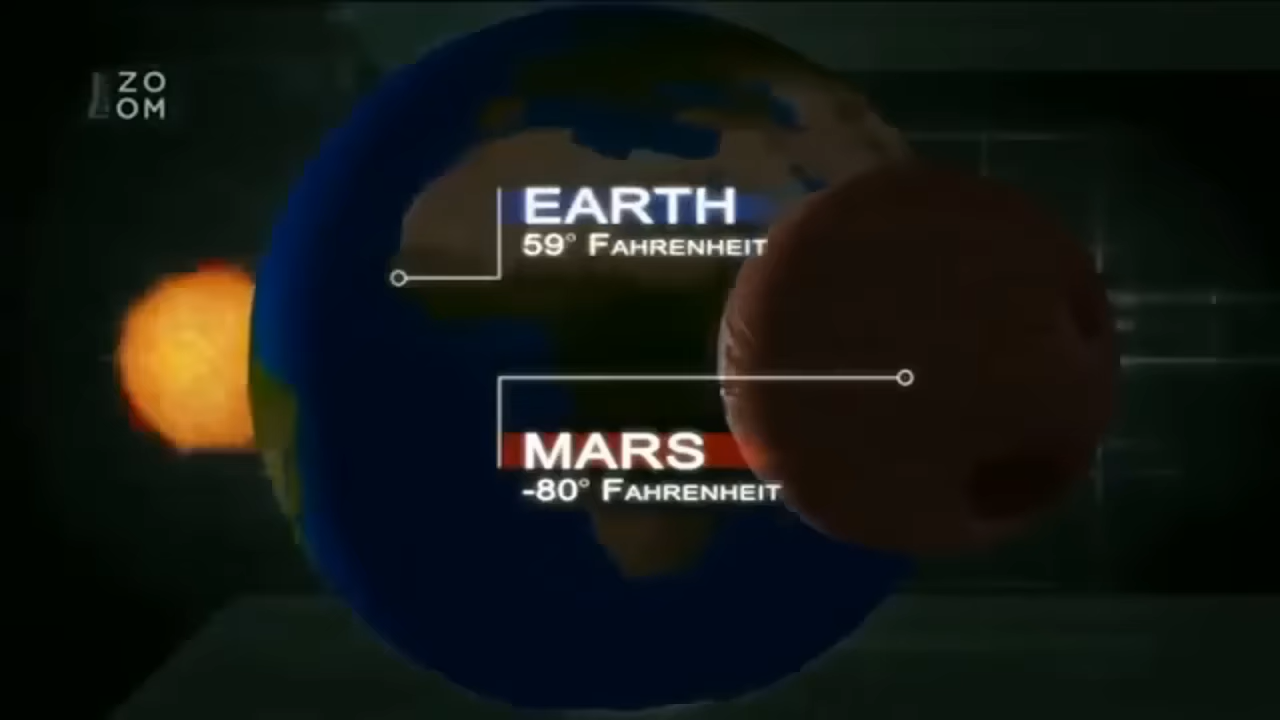 ZO
OM
EARTH
59° FAHRENHEIT
MARS
-80° FAHRENHEIT